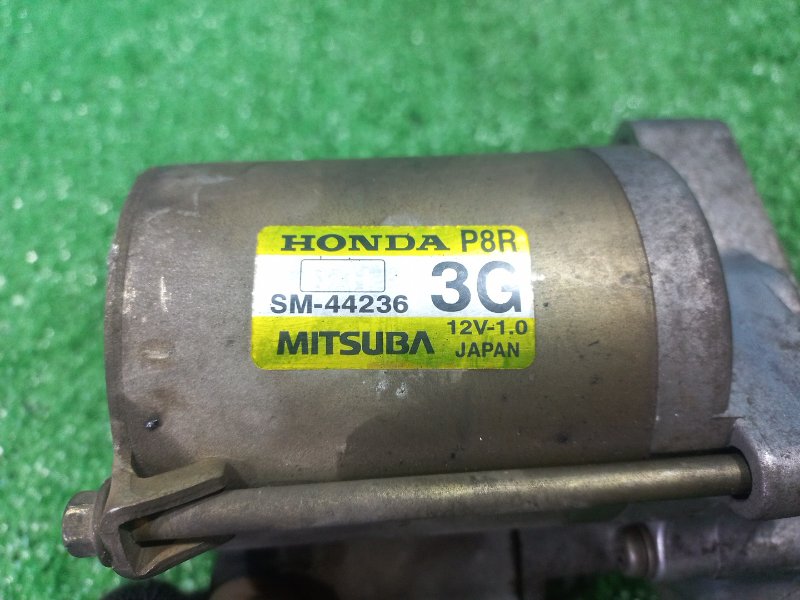 HONDA P8R
SM-44236 3G
MITSUBA 12V-1.0
JAPAN